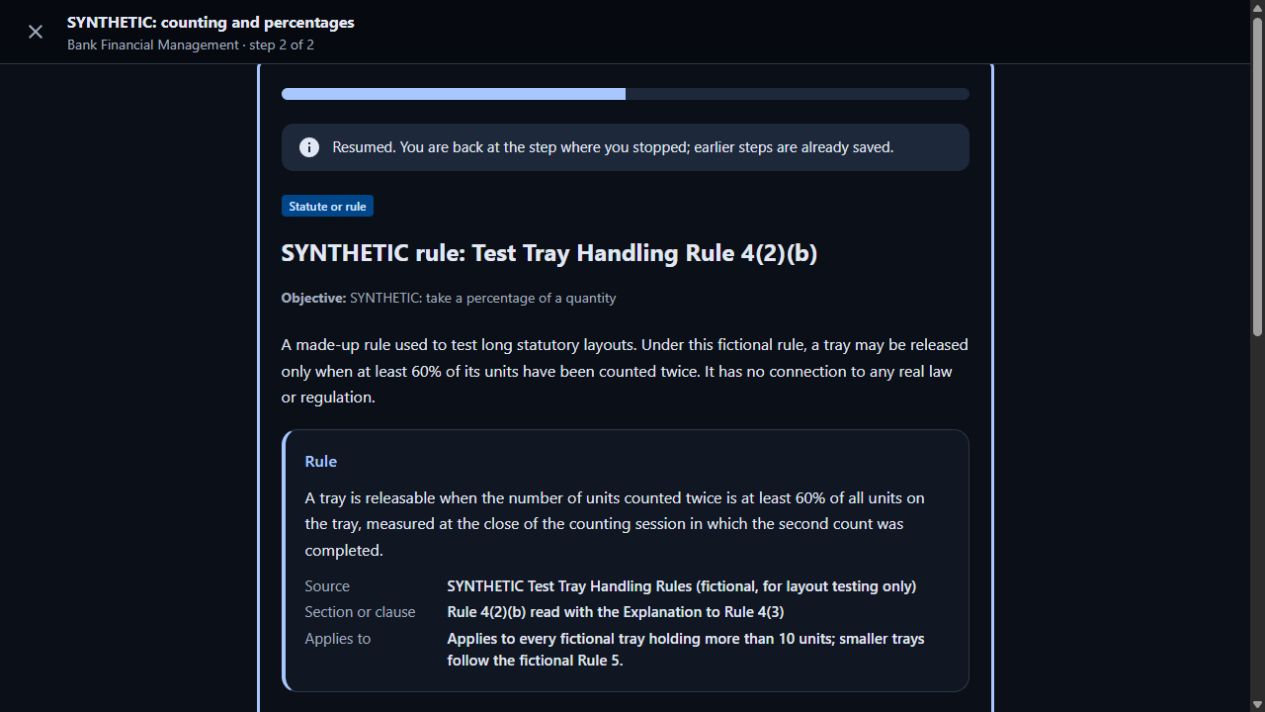 SYNTHETIC: counting and percentages
Bank Financial Management · step 2 of 2
Resumed. You are back at the step where you stopped; earlier steps are already saved.
Statute or rule
SYNTHETIC rule: Test Tray Handling Rule 4(2)(b)
Objective: SYNTHETIC: take a percentage of a quantity
A made-up rule used to test long statutory layouts. Under this fictional rule, a tray may be released
only when at least 60% of its units have been counted twice. It has no connection to any real law
or regulation.
Rule
A tray is releasable when the number of units counted twice is at least 60% of all units on
the tray, measured at the close of the counting session in which the second count was
completed.
Source SYNTHETIC Test Tray Handling Rules (fictional, for layout testing only)
Section or clause Rule 4(2)(b) read with the Explanation to Rule 4(3)
Applies to Applies to every fictional tray holding more than 10 units; smaller trays
follow the fictional Rule 5.